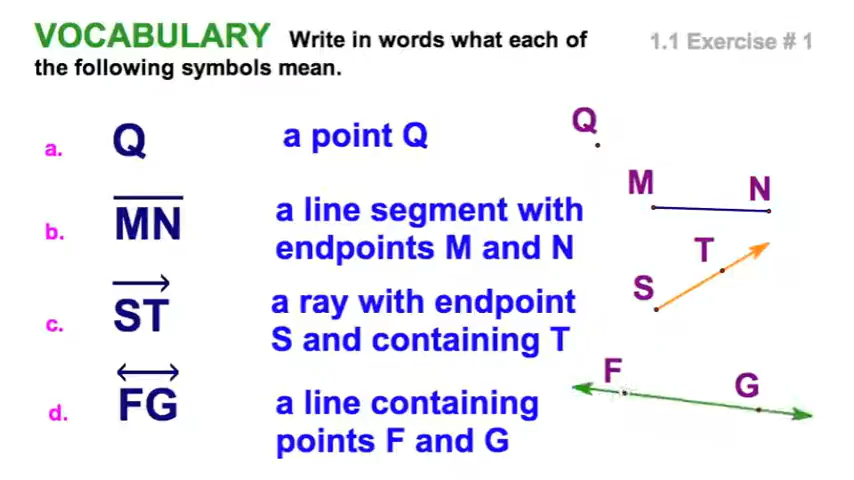 VOCABULARY Write in words what each of
1.1 Exercise # 1
the following symbols mean.
a. Q a point Q
Q
b. MN a line segment with
endpoints M and N
M N
c. ST a ray with endpoint
S and containing T
T
S
d. FG a line containing
points F and G
F
G